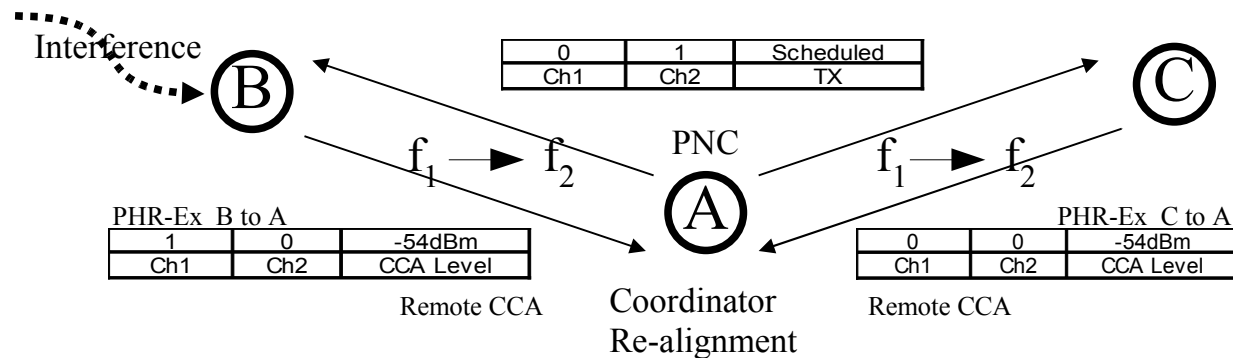 Interference
B
0 1 Scheduled
Ch1 Ch2 TX
C
PNC
A
f1 f2
f1 f2
PHR-Ex B to A
1 0 -54dBm
Ch1 Ch2 CCA Level
Remote CCA
PHR-Ex C to A
0 0 -54dBm
Ch1 Ch2 CCA Level
Remote CCA
Coordinator
Re-alignment